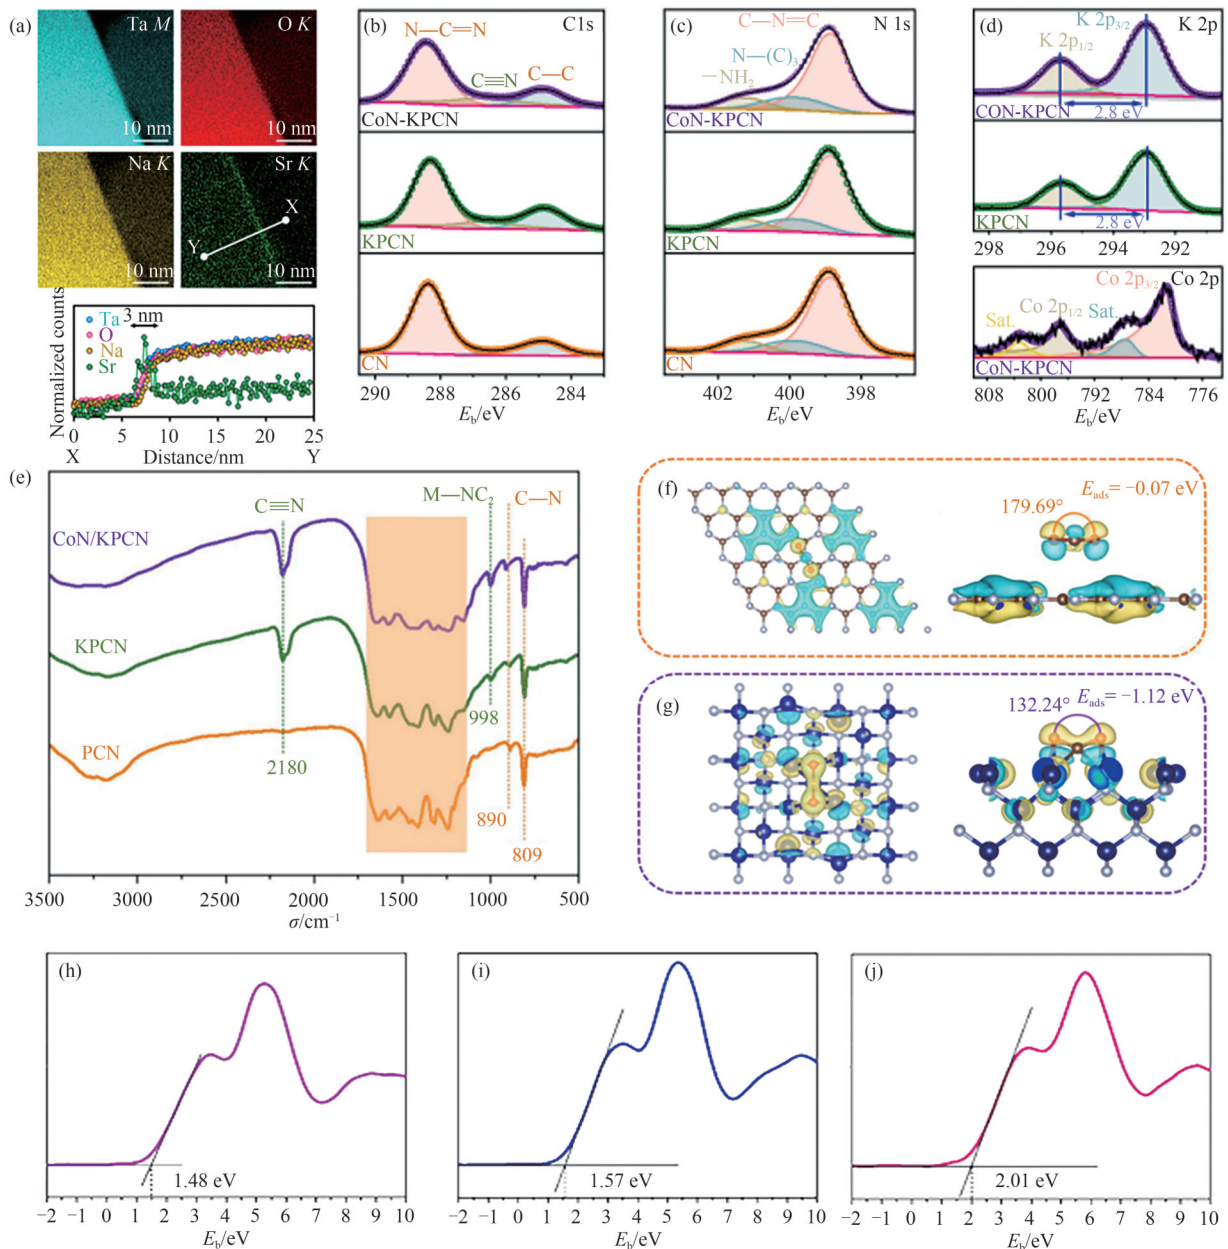 (a)
Ta M
O K
10 nm
10 nm
Na K
Sr K
X
Y
10 nm
10 nm
Normalized counts
3 nm
Ta
O
Na
Sr
0 5 10 15 20 25
X Distance/nm Y
(b)
C1s
N—C=N
C≡N
C—C
CoN-KPCN
KPCN
CN
290 288 286 284
Eb/eV
(c)
N 1s
C—N=C
N—(C)3
—NH2
CoN-KPCN
KPCN
CN
402 400 398
Eb/eV
(d)
K 2p
K 2p3/2
K 2p1/2
CON-KPCN
2.8 eV
KPCN
2.8 eV
298 296 294 292
Co 2p3/2
Co 2p
Co 2p1/2
Sat.
Sat.
CoN-KPCN
808 800 792 784 776
Eb/eV
(e)
C≡N
M—NC2
C—N
CoN/KPCN
KPCN
998
PCN
2180
890
809
3500 3000 2500 2000 1500 1000 500
σ/cm−1
(f)
179.69°
Eads= −0.07 eV
(g)
132.24°
Eads= −1.12 eV
(h)
1.48 eV
−2 −1 0 1 2 3 4 5 6 7 8 9 10
Eb/eV
(i)
1.57 eV
−2 −1 0 1 2 3 4 5 6 7 8 9 10
Eb/eV
(j)
2.01 eV
−2 −1 0 1 2 3 4 5 6 7 8 9 10
Eb/eV